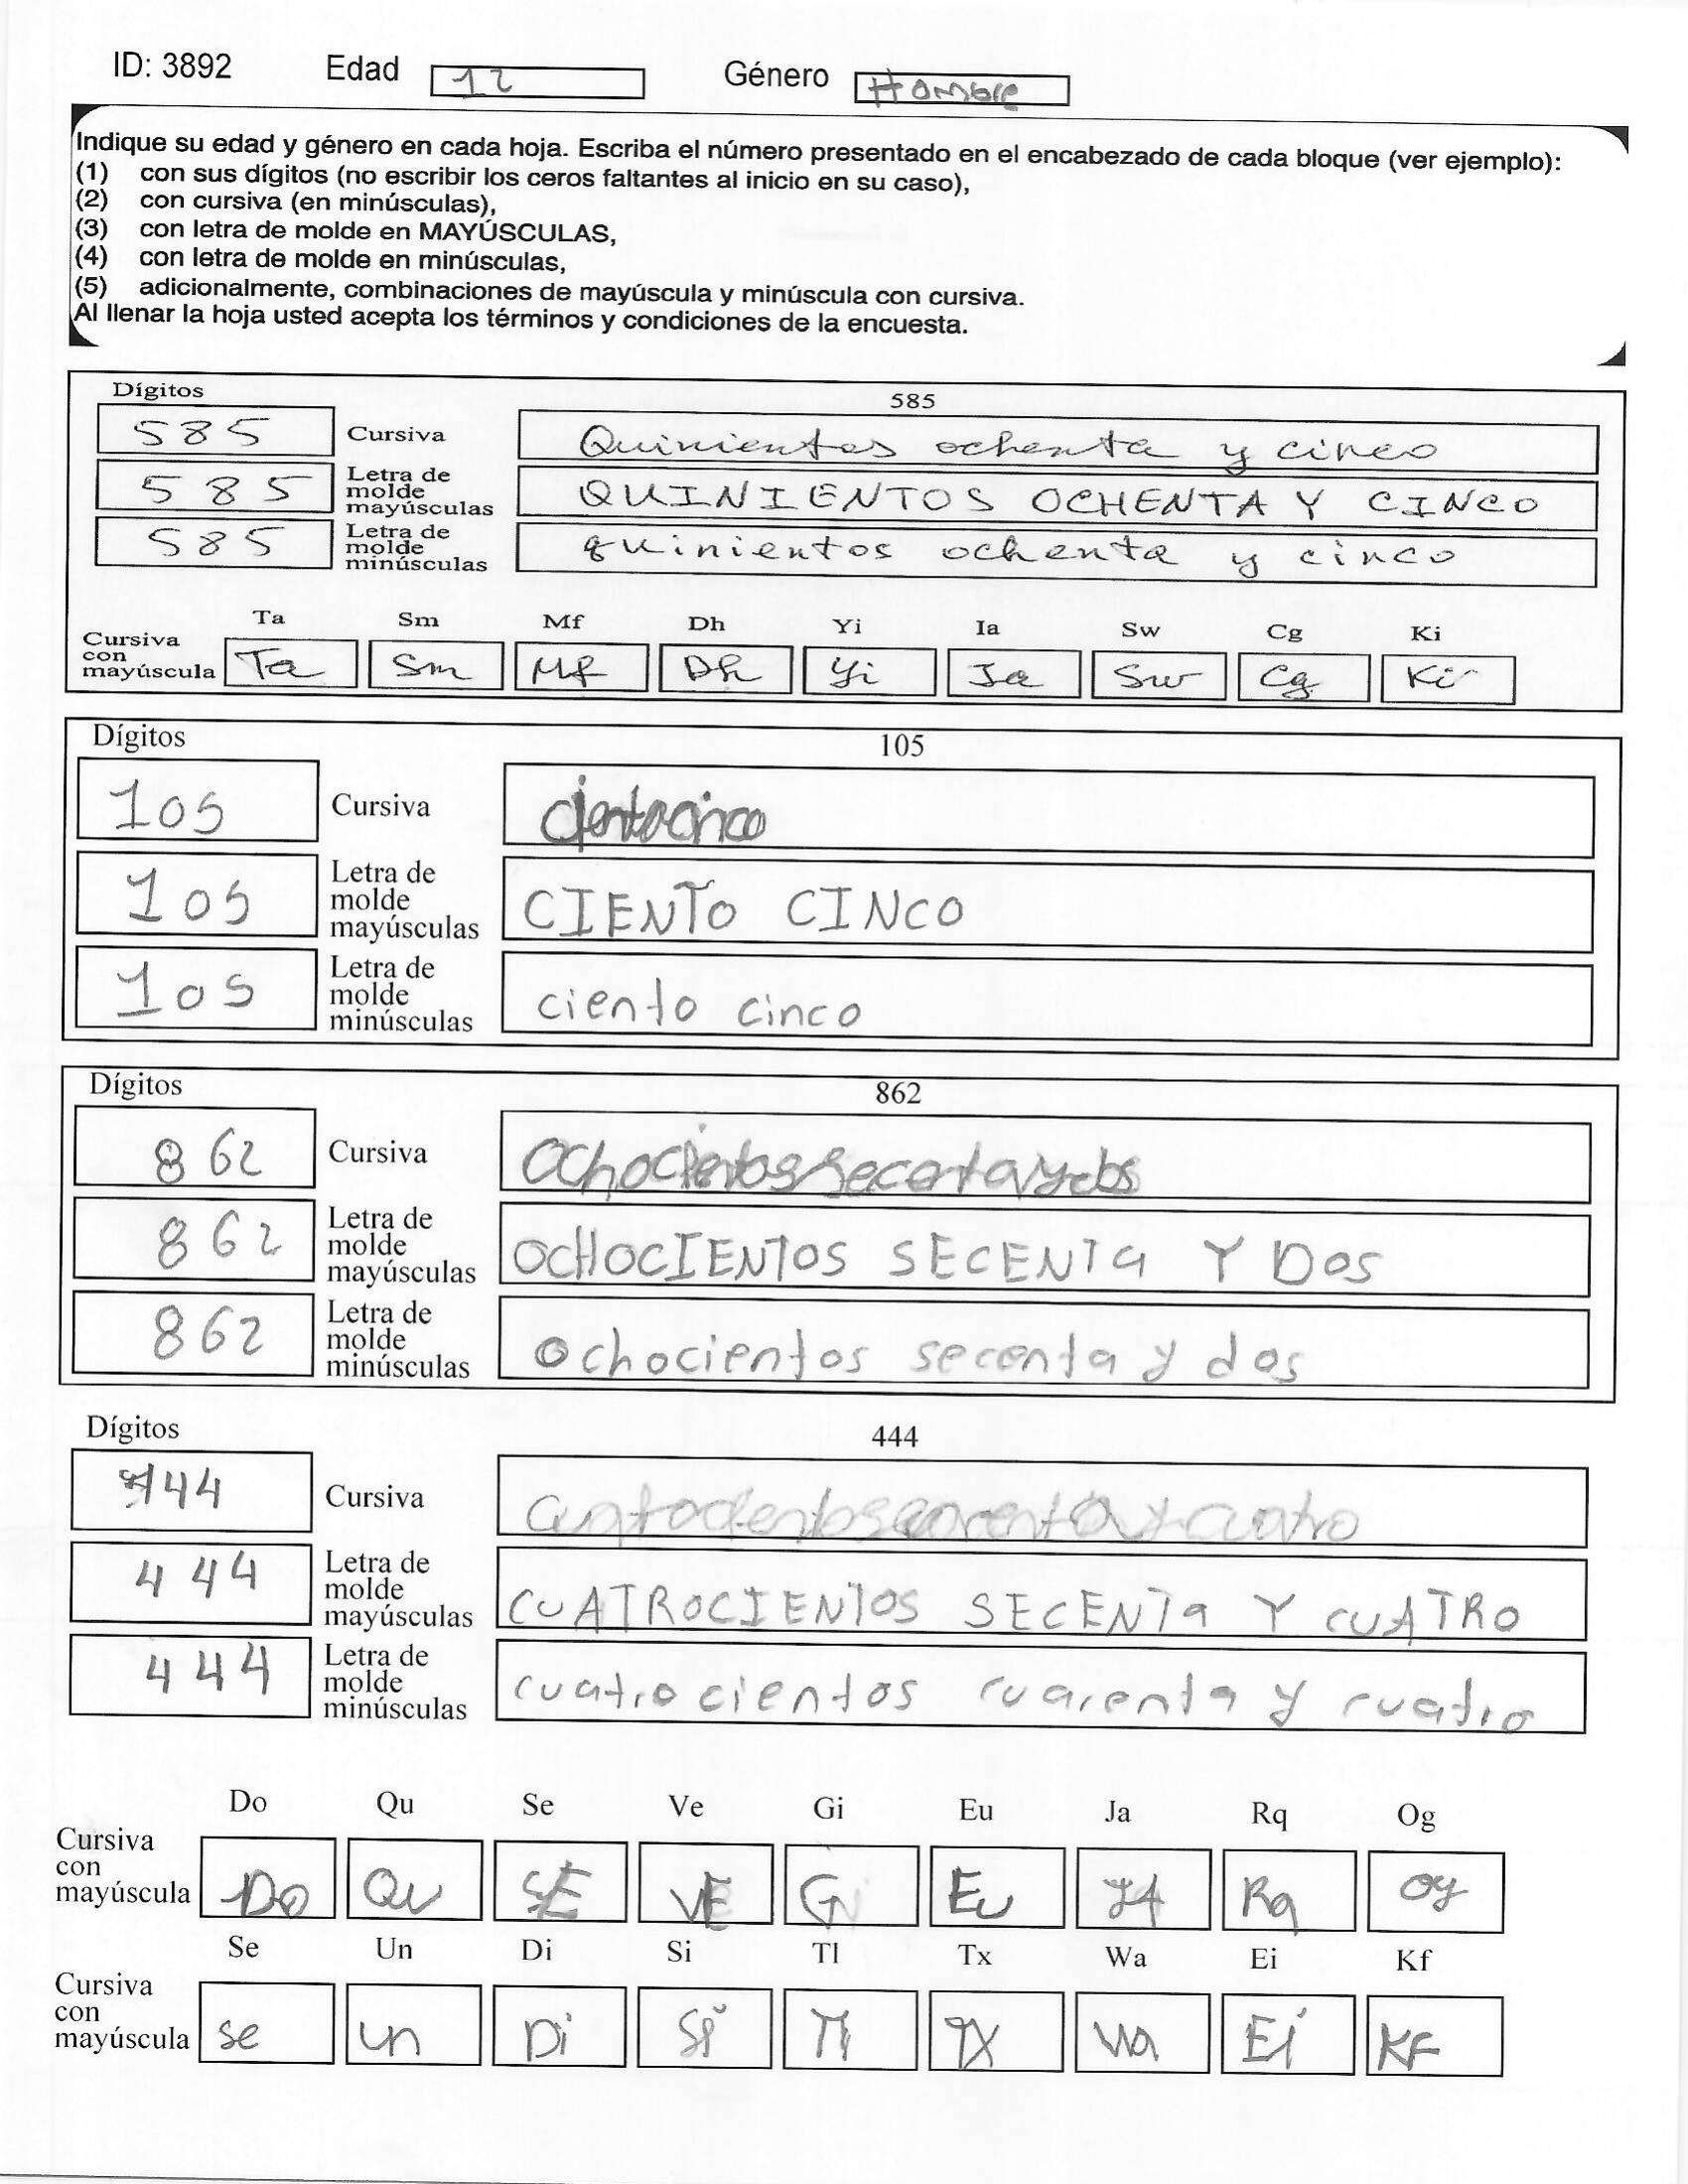 ID: 3892 Edad 12 Género Hombre
Indique su edad y género en cada hoja. Escriba el número presentado en el encabezado de cada bloque (ver ejemplo):
(1) con sus dígitos (no escribir los ceros faltantes al inicio en su caso),
(2) con cursiva (en minúsculas),
(3) con letra de molde en MAYÚSCULAS,
(4) con letra de molde en minúsculas,
(5) adicionalmente, combinaciones de mayúscula y minúscula con cursiva.
Al llenar la hoja usted acepta los términos y condiciones de la encuesta.
Dígitos 585
585 Cursiva Quinientos ochenta y cinco
585 Letra de molde mayúsculas QUINIENTOS OCHENTA Y CINCO
585 Letra de molde minúsculas quinientos ochenta y cinco
Ta Sm Mf Dh Yi Ia Sw Cg Ki
Cursiva con mayúscula Ta Sm Mf Dh Yi Ia Sw Cg Ki
Dígitos 105
105 Cursiva cientocinco
105 Letra de molde mayúsculas CIENTO CINCO
105 Letra de molde minúsculas ciento cinco
Dígitos 862
862 Cursiva Ochocientossecentaydos
862 Letra de molde mayúsculas OCHOCIENTOS SECENTa Y DOS
862 Letra de molde minúsculas ochocientos secenta y dos
Dígitos 444
444 Cursiva
444 Letra de molde mayúsculas CUATROCIENTOS SECENTa Y CUATRO
444 Letra de molde minúsculas cuatrocientos cuarenta y cuatro
Do Qu Se Ve Gi Eu Ja Rq Og
Cursiva con mayúscula Do Qu SE VE Gi Eu JA Rq Og
Se Un Di Si Tl Tx Wa Ei Kf
Cursiva con mayúscula se un Di Si Tl TX Wa Ei KF